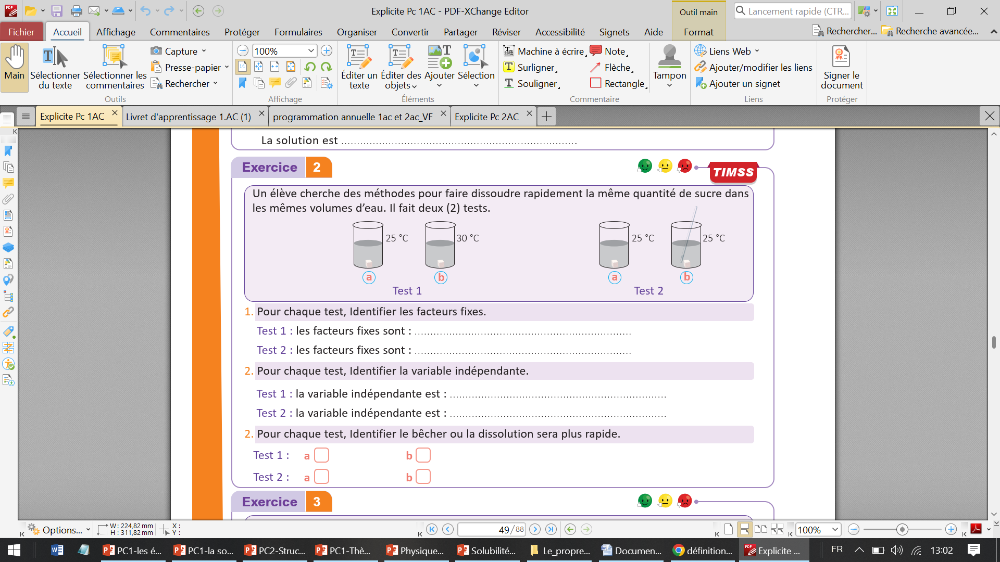 Explicite Pc 1AC - PDF-XChange Editor
Outil main
Lancement rapide (CTR...
Fichier
Accueil
Affichage
Commentaires
Protéger
Formulaires
Organiser
Convertir
Partager
Réviser
Accessibilité
Signets
Aide
Format
Rechercher...
Recherche avancée...
Main
Sélectionner du texte
Sélectionner les commentaires
Capture
Presse-papier
Rechercher
Outils
100%
Affichage
Éditer un texte
Éditer des objets
Ajouter
Sélection
Éléments
Machine à écrire
Surligner
Souligner
Note
Flèche
Rectangle
Commentaire
Tampon
Liens Web
Ajouter/modifier les liens
Ajouter un signet
Liens
Signer le document
Protéger
Explicite Pc 1AC
Livret d'apprentissage 1.AC (1)
programmation annuelle 1ac et 2ac_VF
Explicite Pc 2AC
La solution est ............................................................................
Exercice 2
TIMSS
Un élève cherche des méthodes pour faire dissoudre rapidement la même quantité de sucre dans
les mêmes volumes d'eau. Il fait deux (2) tests.
25 °C
30 °C
25 °C
25 °C
a
b
a
b
Test 1
Test 2
1. Pour chaque test, Identifier les facteurs fixes.
Test 1 : les facteurs fixes sont : ......................................................................
Test 2 : les facteurs fixes sont : ......................................................................
2. Pour chaque test, Identifier la variable indépendante.
Test 1 : la variable indépendante est : ......................................................................
Test 2 : la variable indépendante est : ......................................................................
2. Pour chaque test, Identifier le bêcher ou la dissolution sera plus rapide.
Test 1 : a b
Test 2 : a b
Exercice 3
Options...
W: 224,82 mm
H: 311,82 mm
X :
Y :
49 / 88
100%
PC1-les é...
PC1-la so...
PC2-Struc...
PC1-Thè...
Physique...
Solubilité...
Le_propre...
Documen...
définition...
Explicite ...
FR
13:02